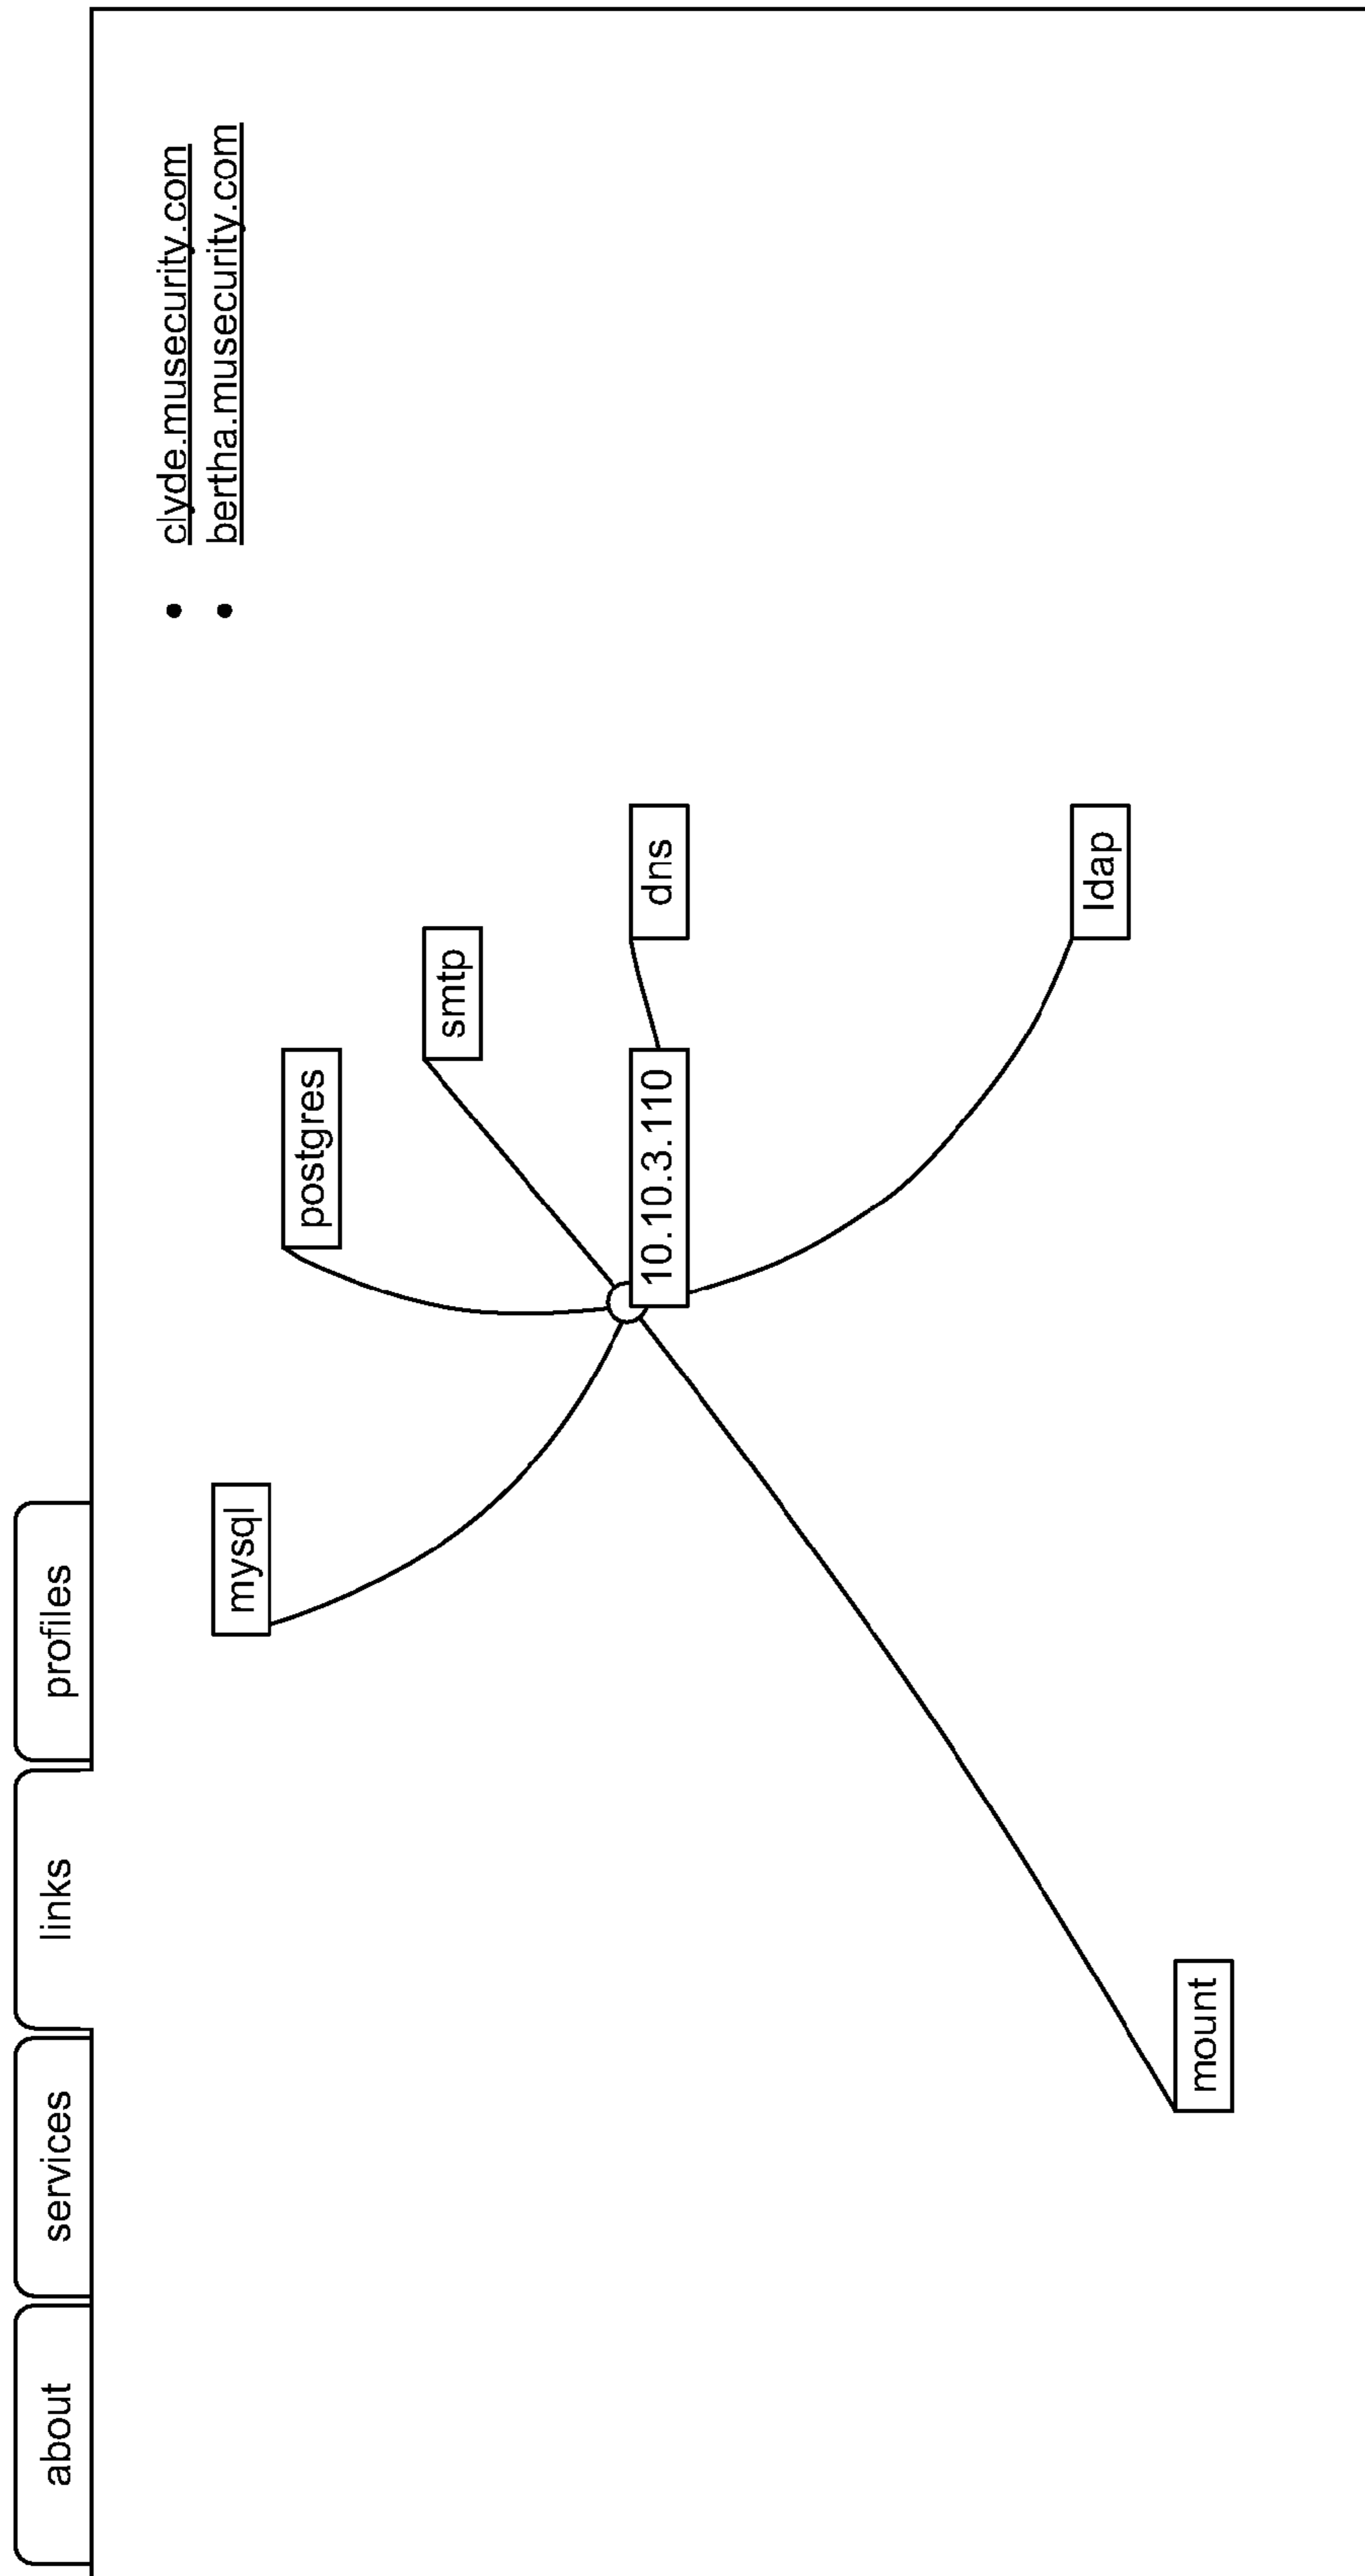 about
services
links
profiles
clyde.musecurity.com
bertha.musecurity.com
mysql
postgres
smtp
10.10.3.110
dns
ldap
mount